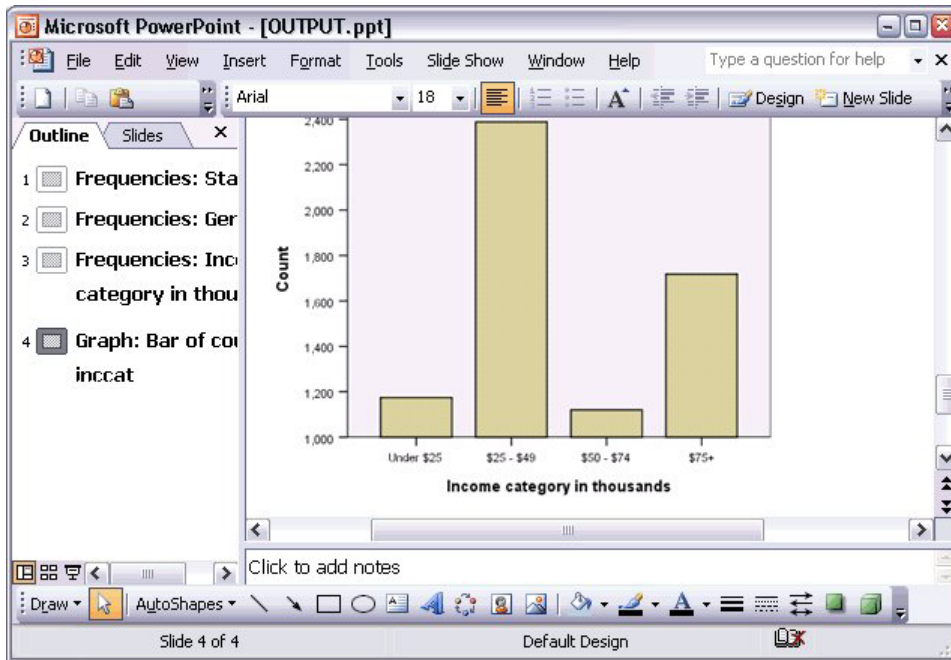 Microsoft PowerPoint - [OUTPUT.ppt]
File Edit View Insert Format Tools Slide Show Window Help Type a question for help
Arial 18 Design New Slide
Outline Slides
1 Frequencies: Sta
2 Frequencies: Ger
3 Frequencies: Inc
category in thou
4 Graph: Bar of cou
inccat
2,400
2,200
2,000
1,800
1,600
1,400
1,200
1,000
Count
Under $25 $25 - $49 $50 - $74 $75+
Income category in thousands
Click to add notes
Draw AutoShapes
Slide 4 of 4 Default Design